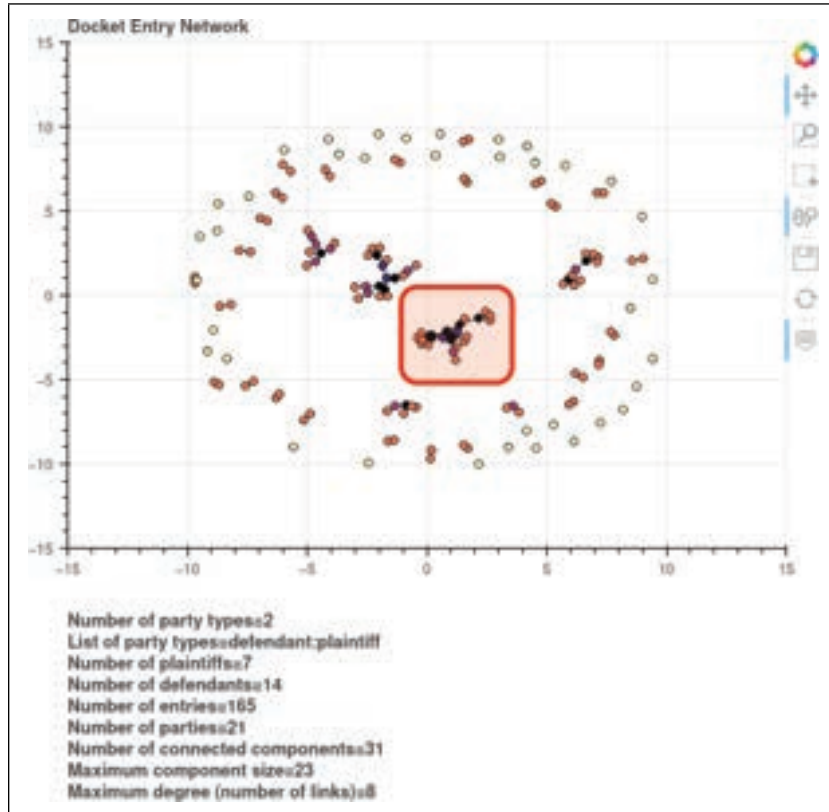 Docket Entry Network
15
10
5
0
−5
−10
−15
−15
−10
−5
0
5
10
15
Number of party types=2
List of party types=defendant:plaintiff
Number of plaintiffs=7
Number of defendants=14
Number of entries=165
Number of parties=21
Number of connected components=31
Maximum component size=23
Maximum degree (number of links)=8